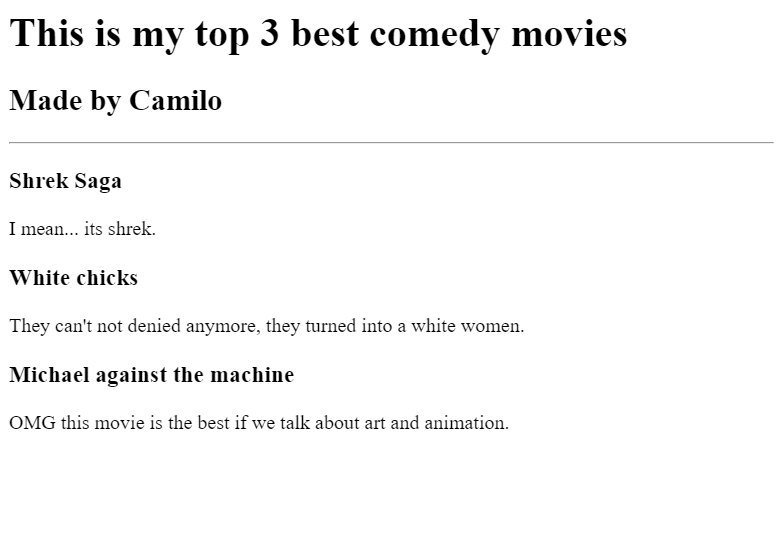 This is my top 3 best comedy movies
Made by Camilo
Shrek Saga
I mean... its shrek.
White chicks
They can't not denied anymore, they turned into a white women.
Michael against the machine
OMG this movie is the best if we talk about art and animation.